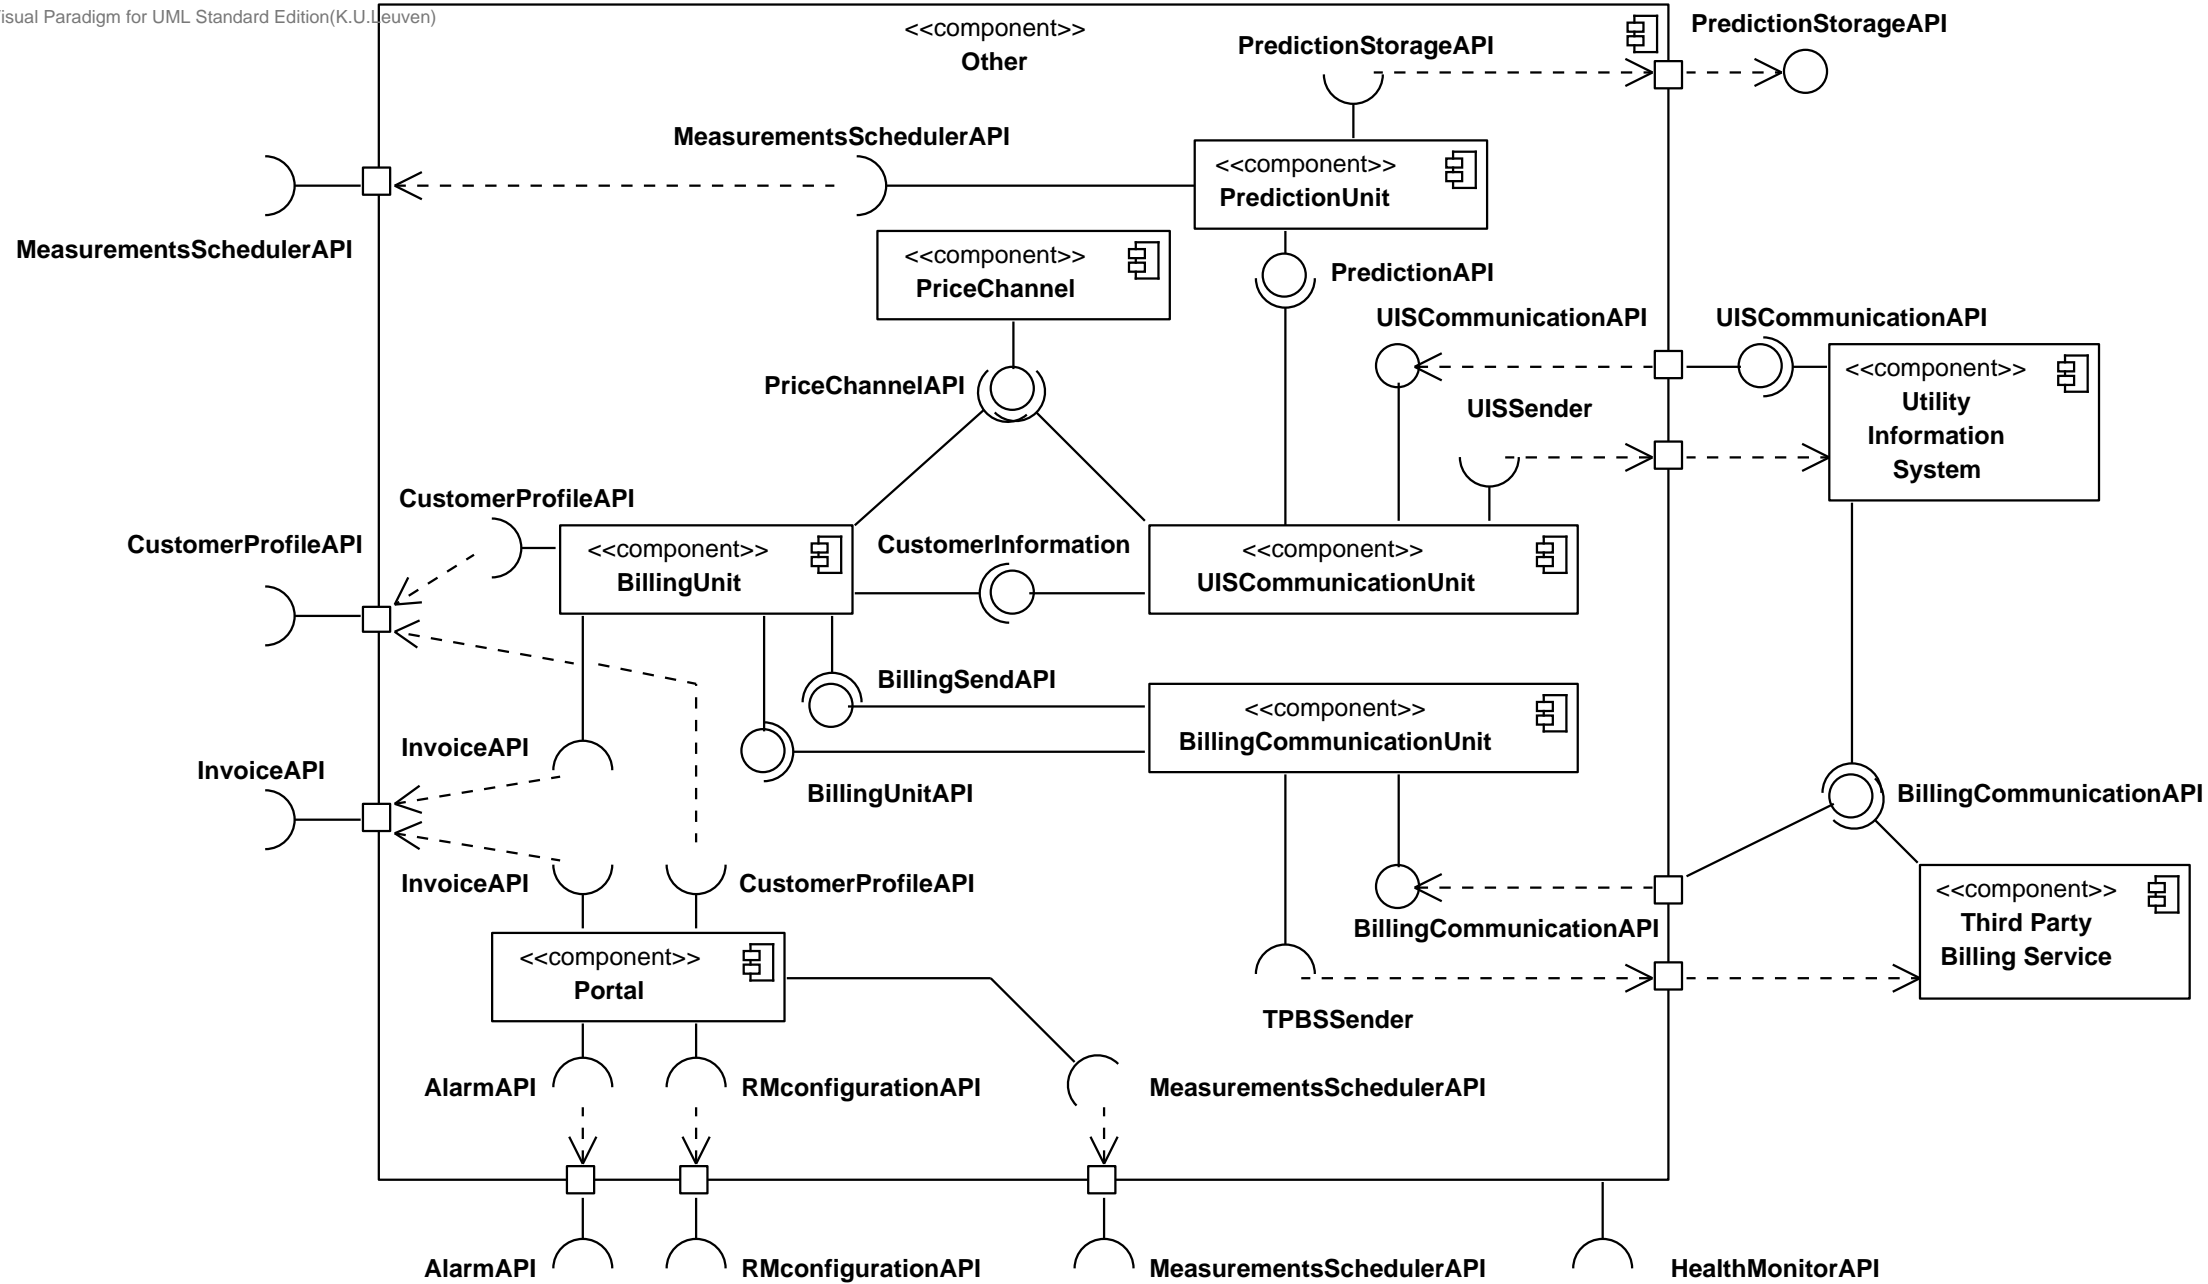 isual Paradigm for UML Standard Edition(K.U.Leuven)
<<component>>
Other
PredictionStorageAPI
PredictionStorageAPI
MeasurementsSchedulerAPI
<<component>>
PredictionUnit
MeasurementsSchedulerAPI
<<component>>
PriceChannel
PredictionAPI
UISCommunicationAPI
UISCommunicationAPI
<<component>>
Utility
Information
System
PriceChannelAPI
UISSender
CustomerProfileAPI
CustomerProfileAPI
<<component>>
BillingUnit
CustomerInformation
<<component>>
UISCommunicationUnit
BillingSendAPI
<<component>>
BillingCommunicationUnit
InvoiceAPI
InvoiceAPI
BillingUnitAPI
BillingCommunicationAPI
InvoiceAPI
CustomerProfileAPI
<<component>>
Third Party
Billing Service
BillingCommunicationAPI
<<component>>
Portal
TPBSSender
AlarmAPI
RMconfigurationAPI
MeasurementsSchedulerAPI
AlarmAPI
RMconfigurationAPI
MeasurementsSchedulerAPI
HealthMonitorAPI